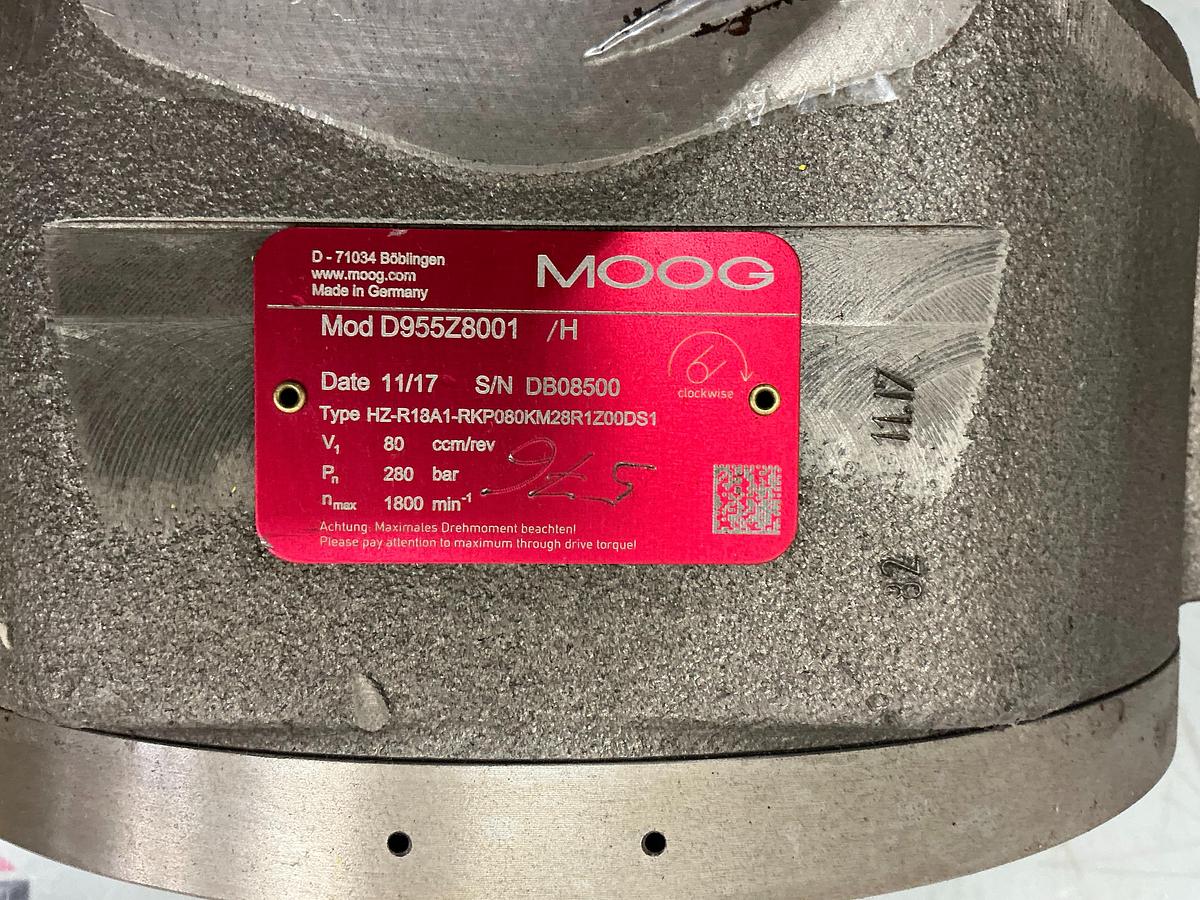 D - 71034 Böblingen
www.moog.com
Made in Germany
MOOG
Mod D955Z8001 /H
clockwise
Date 11/17 S/N DB08500
Type HZ-R18A1-RKP080KM28R1Z00DS1
V1 80 ccm/rev
Pn 280 bar
nmax 1800 min-1
Achtung: Maximales Drehmoment beachten!
Please pay attention to maximum through drive torque!
11.17
32